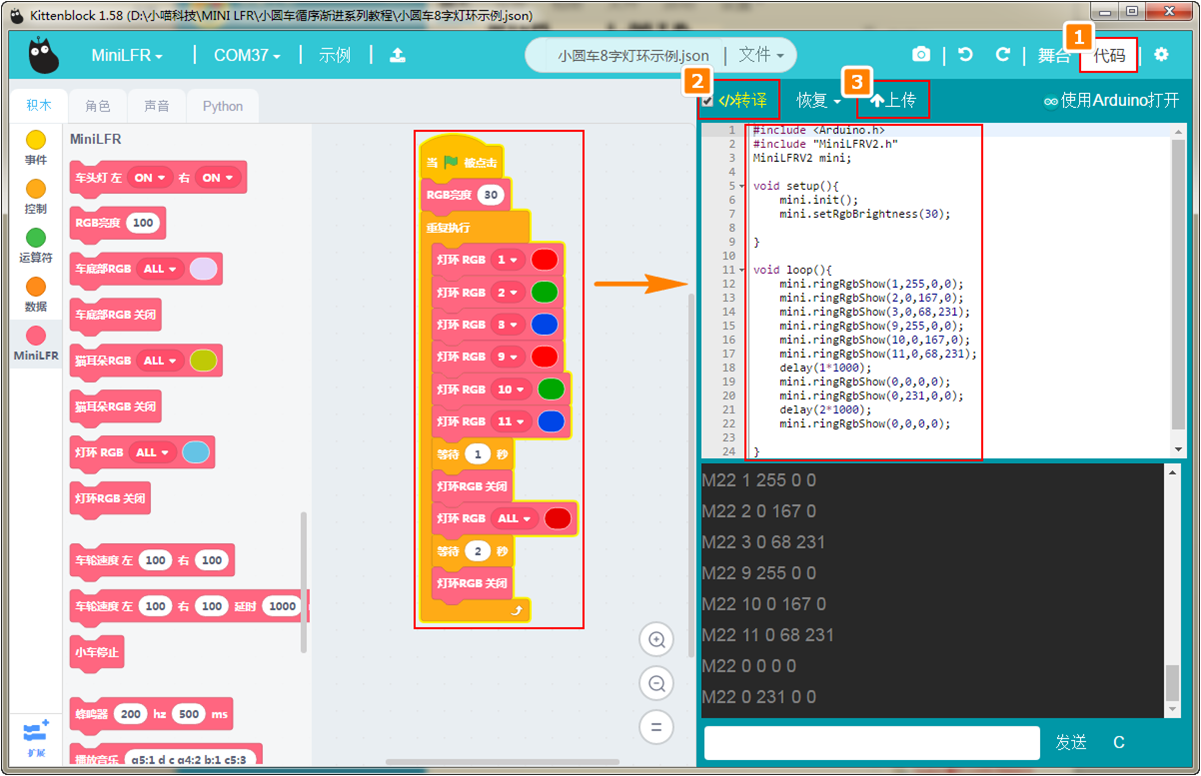 Kittenblock 1.58 (D:\小喵科技\MINI LFR\小圆车循序渐进系列教程\小圆车8字灯环示例.json)
MiniLFR
COM37
示例
小圆车8字灯环示例.json
文件
舞台
1
代码
积木
角色
声音
Python
2
</>转译
恢复
3
上传
使用Arduino打开
事件
控制
运算符
数据
MiniLFR
扩展
MiniLFR
车头灯 左 ON 右 ON
RGB亮度 100
车底部RGB ALL
车底部RGB 关闭
猫耳朵RGB ALL
猫耳朵RGB 关闭
灯环 RGB ALL
灯环RGB 关闭
车轮速度 左 100 右 100
车轮速度 左 100 右 100 延时 1000
小车停止
蜂鸣器 200 hz 500 ms
播放音乐 g5:1 d c g4:2 b:1 c5:3
当 被点击
RGB亮度 30
重复执行
灯环 RGB 1
灯环 RGB 2
灯环 RGB 3
灯环 RGB 9
灯环 RGB 10
灯环 RGB 11
等待 1 秒
灯环RGB 关闭
灯环 RGB ALL
等待 2 秒
灯环RGB 关闭
1 #include <Arduino.h>
2 #include "MiniLFRV2.h"
3 MiniLFRV2 mini;
4
5 void setup(){
6 mini.init();
7 mini.setRgbBrightness(30);
8
9 }
10
11 void loop(){
12 mini.ringRgbShow(1,255,0,0);
13 mini.ringRgbShow(2,0,167,0);
14 mini.ringRgbShow(3,0,68,231);
15 mini.ringRgbShow(9,255,0,0);
16 mini.ringRgbShow(10,0,167,0);
17 mini.ringRgbShow(11,0,68,231);
18 delay(1*1000);
19 mini.ringRgbShow(0,0,0,0);
20 mini.ringRgbShow(0,231,0,0);
21 delay(2*1000);
22 mini.ringRgbShow(0,0,0,0);
23
24 }
M22 1 255 0 0
M22 2 0 167 0
M22 3 0 68 231
M22 9 255 0 0
M22 10 0 167 0
M22 11 0 68 231
M22 0 0 0 0
M22 0 231 0 0
发送
C